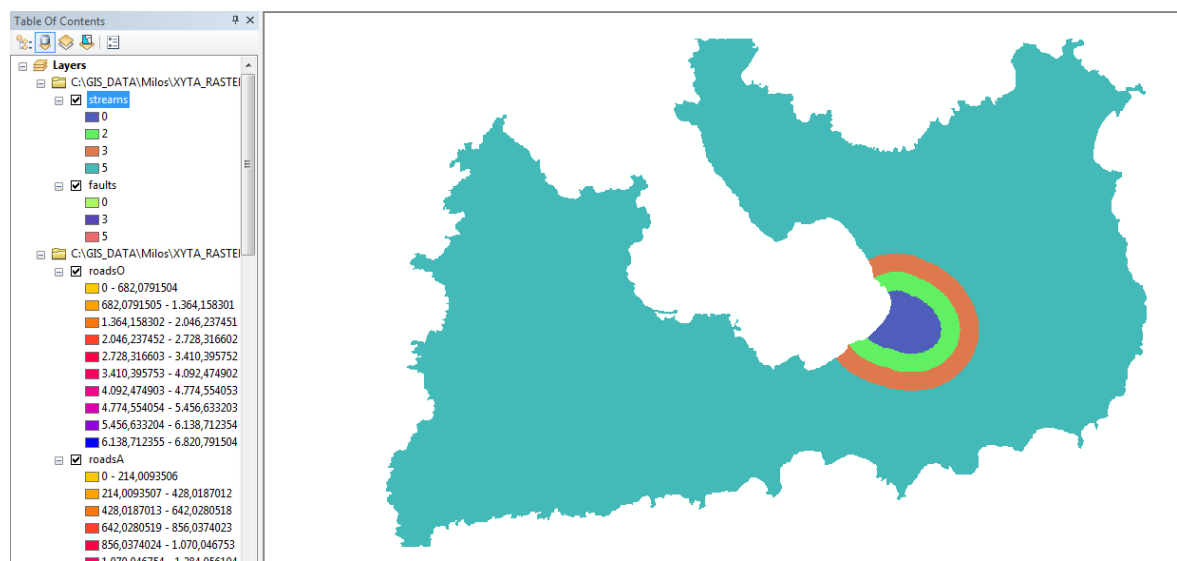 Table Of Contents
Layers
C:\GIS_DATA\Milos\XYTA_RASTE
streams
0
2
3
5
faults
0
3
5
C:\GIS_DATA\Milos\XYTA_RASTE
roadsO
0 - 682,0791504
682,0791505 - 1.364,158301
1.364,158302 - 2.046,237451
2.046,237452 - 2.728,316602
2.728,316603 - 3.410,395752
3.410,395753 - 4.092,474902
4.092,474903 - 4.774,554053
4.774,554054 - 5.456,633203
5.456,633204 - 6.138,712354
6.138,712355 - 6.820,791504
roadsA
0 - 214,0093506
214,0093507 - 428,0187012
428,0187013 - 642,0280518
642,0280519 - 856,0374023
856,0374024 - 1.070,046753